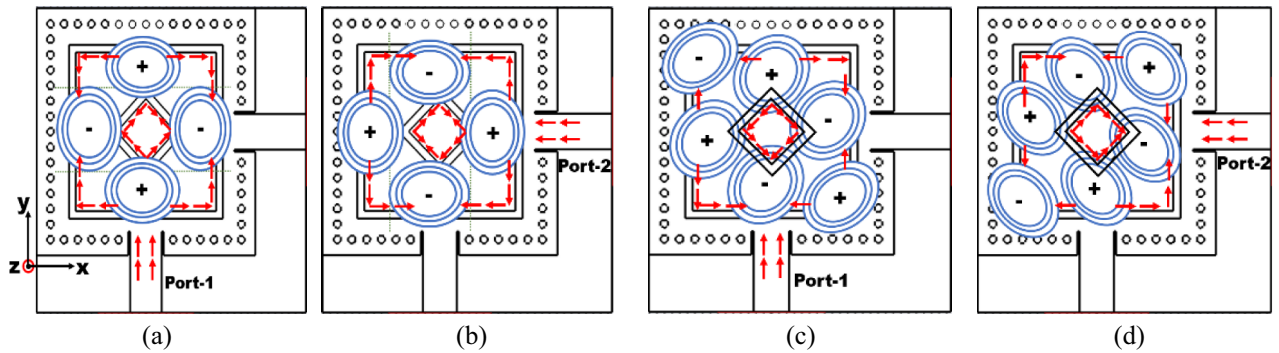 +
-
-
+
y
z
x
Port-1
(a)
-
+
+
-
Port-2
(b)
-
+
+
-
-
+
Port-1
(c)
-
+
+
-
-
+
Port-2
(d)